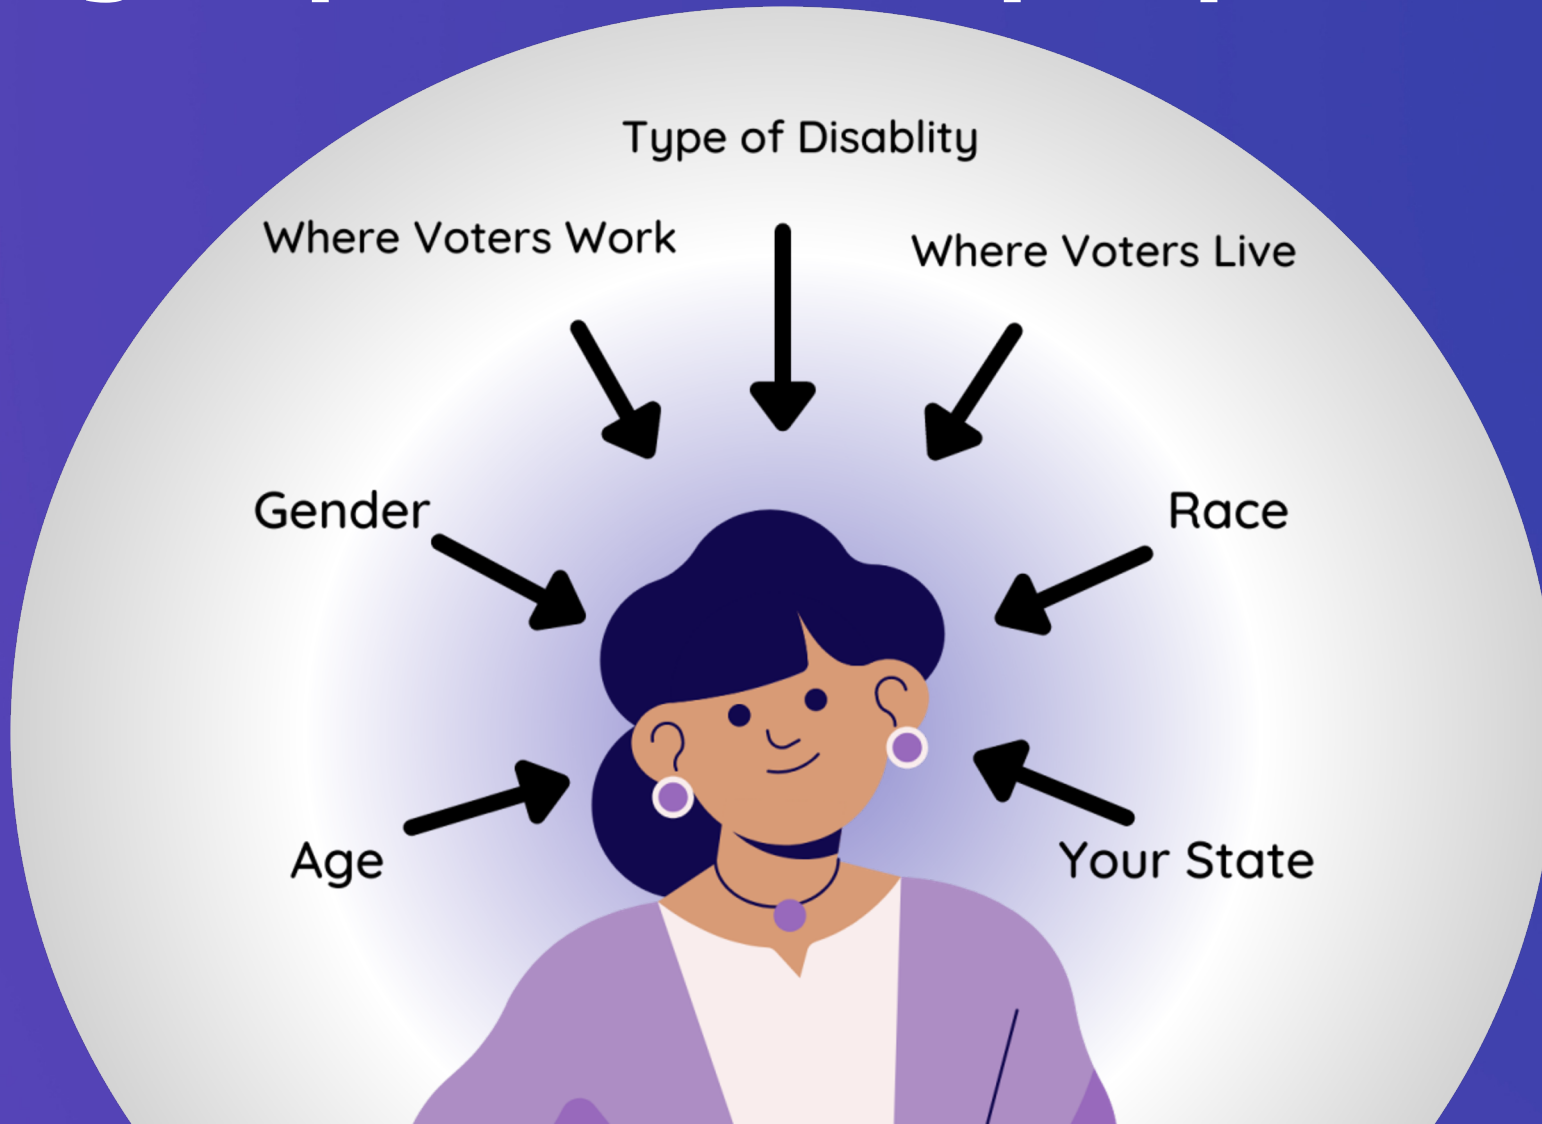 Type of Disablity
Where Voters Work
Where Voters Live
Gender
Race
Age
Your State